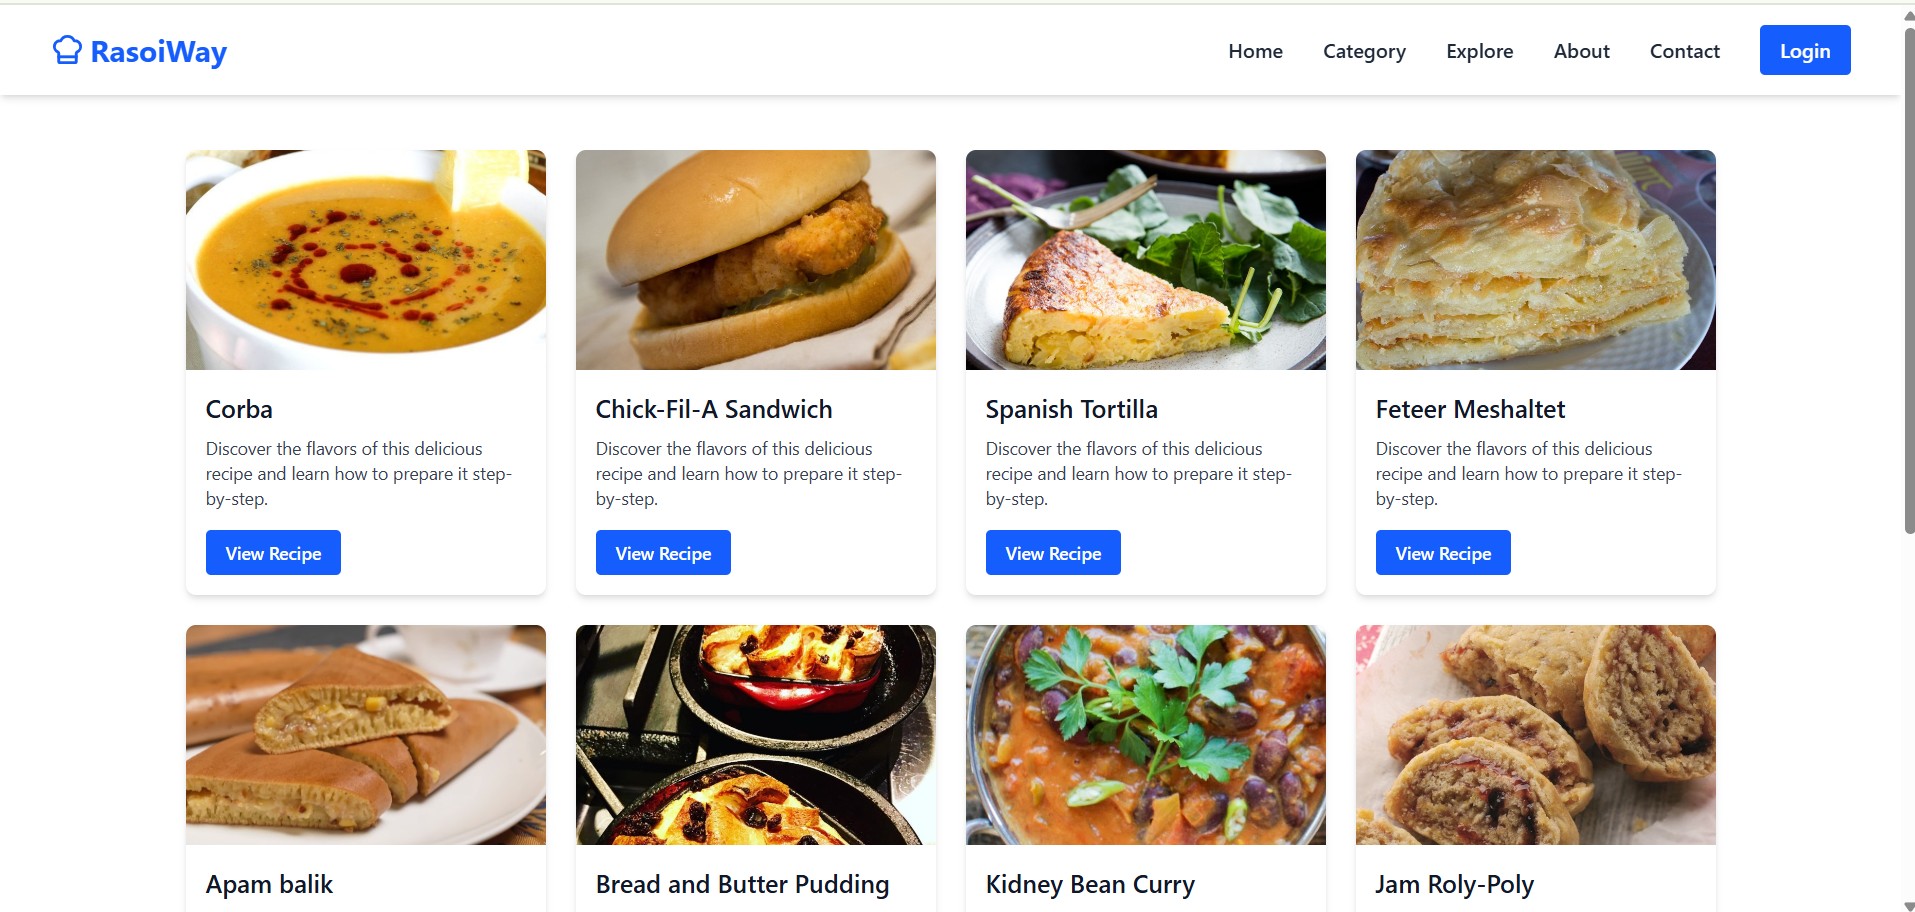 RasoiWay
Home Category Explore About Contact Login
Corba
Discover the flavors of this delicious
recipe and learn how to prepare it step-
by-step.
View Recipe
Chick-Fil-A Sandwich
Discover the flavors of this delicious
recipe and learn how to prepare it step-
by-step.
View Recipe
Spanish Tortilla
Discover the flavors of this delicious
recipe and learn how to prepare it step-
by-step.
View Recipe
Feteer Meshaltet
Discover the flavors of this delicious
recipe and learn how to prepare it step-
by-step.
View Recipe
Apam balik
Bread and Butter Pudding
Kidney Bean Curry
Jam Roly-Poly